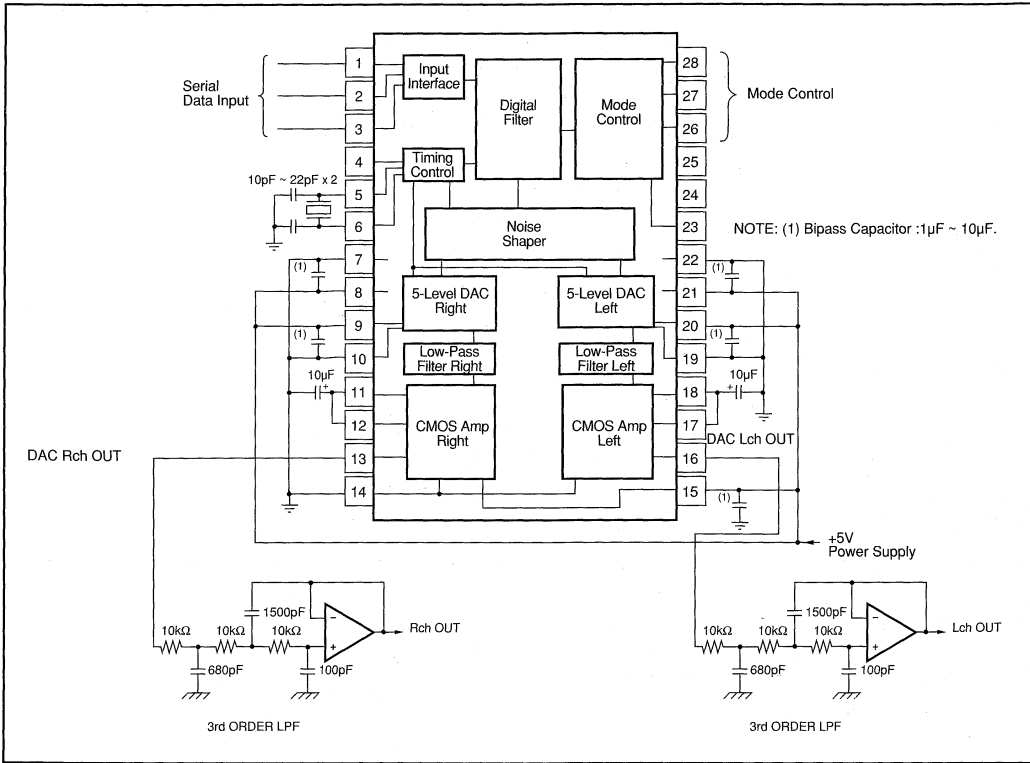 Serial
Data Input
1
2
3
4
10pF ~ 22pF x 2
5
6
7
(1)
8
9
(1)
10
10µF
+
11
12
DAC Rch OUT
13
14
Input
Interface
Digital
Filter
Mode
Control
Timing
Control
Noise
Shaper
5-Level DAC
Right
5-Level DAC
Left
Low-Pass
Filter Right
Low-Pass
Filter Left
CMOS Amp
Right
CMOS Amp
Left
28
27
26
Mode Control
25
24
23
NOTE: (1) Bipass Capacitor :1µF ~ 10µF.
22
(1)
21
20
(1)
19
10µF
+
18
17
DAC Lch OUT
16
15
(1)
+5V
Power Supply
1500pF
10kΩ
10kΩ
10kΩ
−
+
Rch OUT
680pF
100pF
3rd ORDER LPF
1500pF
10kΩ
10kΩ
10kΩ
−
+
Lch OUT
680pF
100pF
3rd ORDER LPF